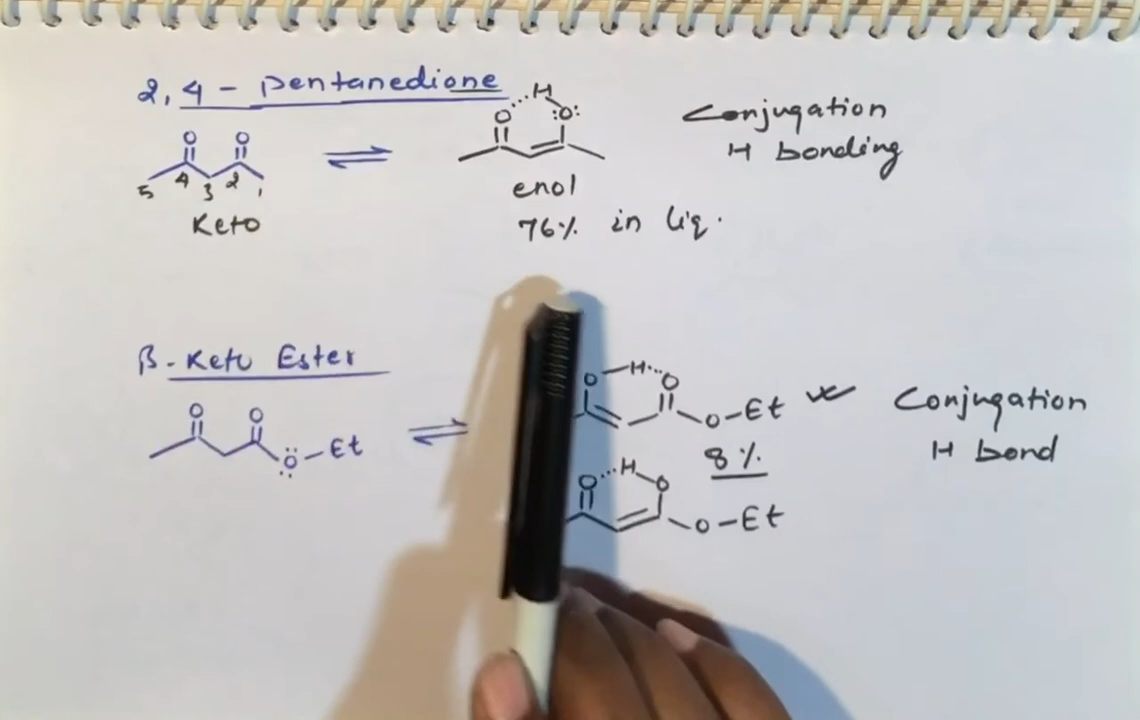 2, 4 - pentanedione
Conjugation
H bonding
O O
5 4 3 2 1
Keto
O H :O:
enol
76% in liq.
β-Keto Ester
O O
Ö-Et
O-H O
O-Et
8%
O H O
O-Et
Conjugation
H bond